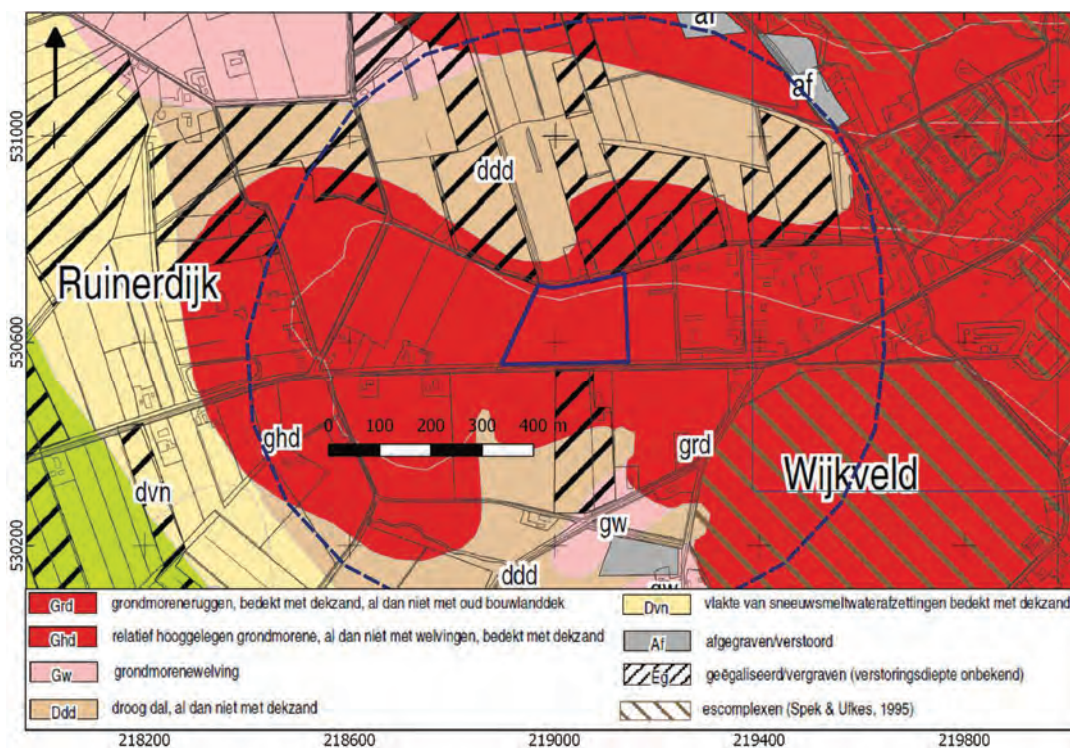 af
af
531000
ddd
Ruinerdijk
530600
0 100 200 300 400 m
ghd
grd
Wijkveld
dvn
gw
530200
ddd
gw
Grd grondmoreneruggen, bedekt met dekzand, al dan niet met oud bouwlanddek
Ghd relatief hooggelegen grondmorene, al dan niet met welvingen, bedekt met dekzand
Gw grondmorenewelving
Ddd droog dal, al dan niet met dekzand
Dvn vlakte van sneeuwsmeltwaterafzettingen bedekt met dekzand
Af afgegraven/verstoord
Eg geëgaliseerd/vergraven (verstoringsdiepte onbekend)
escomplexen (Spek & Ufkes, 1995)
218200 218600 219000 219400 219800